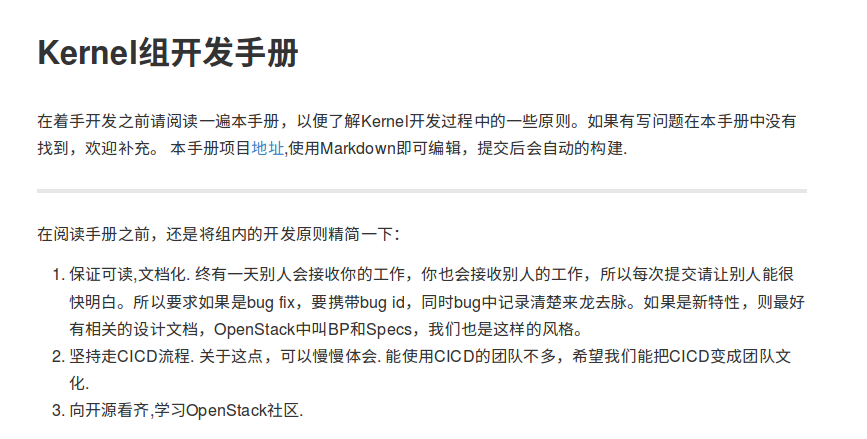 Kernel组开发手册
在着手开发之前请阅读一遍本手册，以便了解Kernel开发过程中的一些原则。如果有写问题在本手册中没有
找到，欢迎补充。 本手册项目地址,使用Markdown即可编辑，提交后会自动的构建.
在阅读手册之前，还是将组内的开发原则精简一下：
1. 保证可读,文档化. 终有一天别人会接收你的工作，你也会接收别人的工作，所以每次提交请让别人能很
快明白。所以要求如果是bug fix，要携带bug id，同时bug中记录清楚来龙去脉。如果是新特性，则最好
有相关的设计文档，OpenStack中叫BP和Specs，我们也是这样的风格。
2. 坚持走CICD流程. 关于这点，可以慢慢体会. 能使用CICD的团队不多，希望我们能把CICD变成团队文
化.
3. 向开源看齐,学习OpenStack社区.